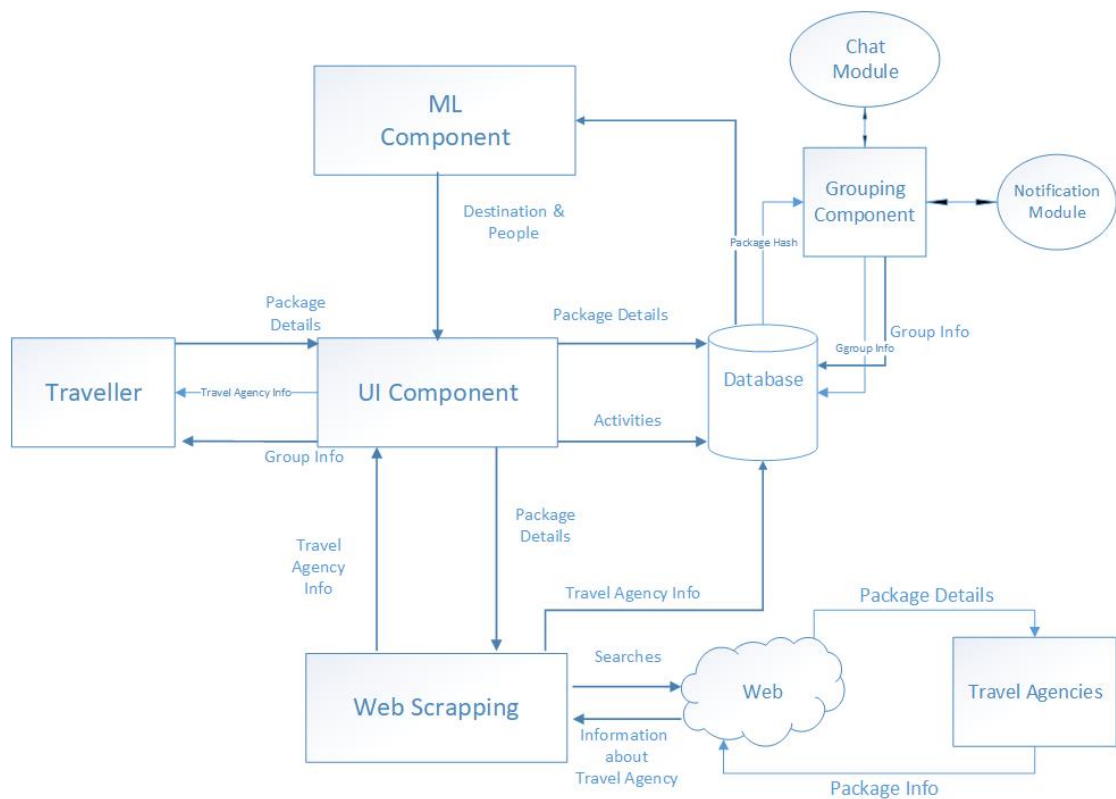 Chat
Module
ML
Component
Grouping
Component
Notification
Module
Destination &
People
Package Hash
Package
Details
Package Details
Group Info
Ggroup Info
Traveller
Travel Agency Info
UI Component
Database
Activities
Group Info
Package
Details
Travel
Agency
Info
Travel Agency Info
Package Details
Searches
Web Scrapping
Web
Travel Agencies
Information
about
Travel Agency
Package Info